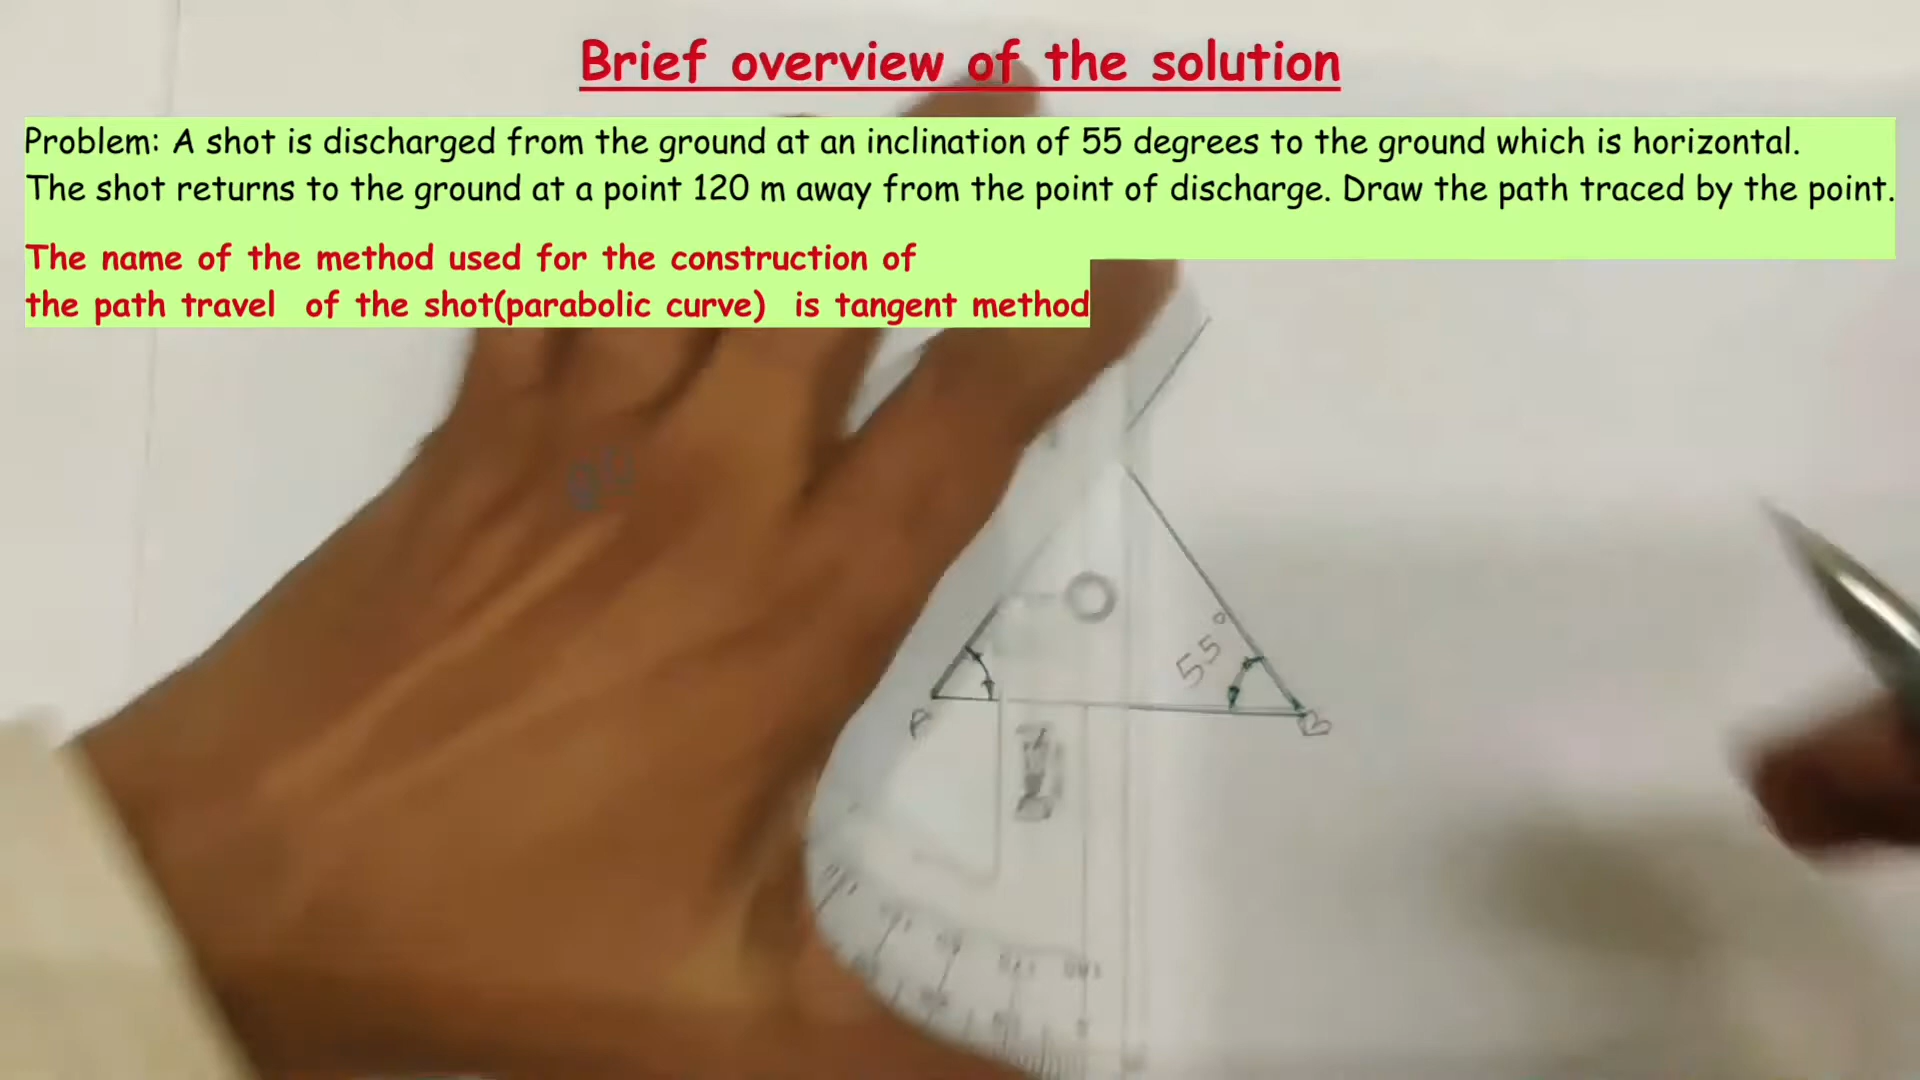 Brief overview of the solution
Problem: A shot is discharged from the ground at an inclination of 55 degrees to the ground which is horizontal.
The shot returns to the ground at a point 120 m away from the point of discharge. Draw the path traced by the point.
The name of the method used for the construction of
the path travel of the shot(parabolic curve) is tangent method
55°
A
B